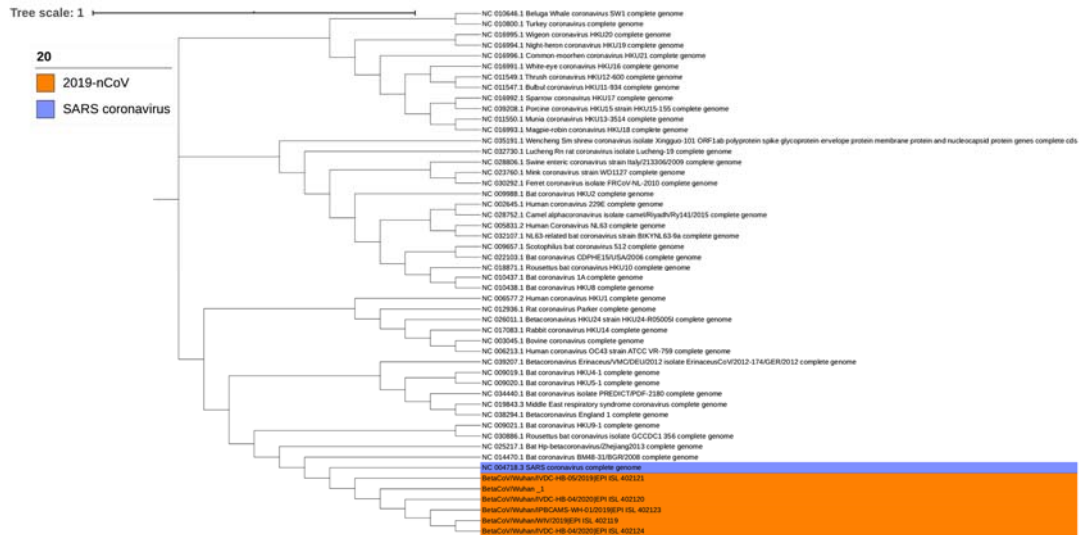 Tree scale: 1
20
2019-nCoV
SARS coronavirus
NC 010646.1 Beluga Whale coronavirus SW1 complete genome
NC 010800.1 Turkey coronavirus complete genome
NC 016995.1 Wigeon coronavirus HKU20 complete genome
NC 016994.1 Night-heron coronavirus HKU19 complete genome
NC 016996.1 Common-moorhen coronavirus HKU21 complete genome
NC 016991.1 White-eye coronavirus HKU16 complete genome
NC 011549.1 Thrush coronavirus HKU12-600 complete genome
NC 011547.1 Bulbul coronavirus HKU11-934 complete genome
NC 016992.1 Sparrow coronavirus HKU17 complete genome
NC 039208.1 Porcine coronavirus HKU15 strain HKU15-155 complete genome
NC 011550.1 Munia coronavirus HKU13-3514 complete genome
NC 016993.1 Magpie-robin coronavirus HKU18 complete genome
NC 035191.1 Wencheng Sm shrew coronavirus isolate Xingguo-101 ORF1ab polyprotein spike glycoprotein envelope protein membrane protein and nucleocapsid protein genes complete cds
NC 032730.1 Lucheng Rn rat coronavirus isolate Lucheng-19 complete genome
NC 028806.1 Swine enteric coronavirus strain Italy/213306/2009 complete genome
NC 023760.1 Mink coronavirus strain WD1127 complete genome
NC 030292.1 Ferret coronavirus isolate FRCoV-NL-2010 complete genome
NC 009988.1 Bat coronavirus HKU2 complete genome
NC 002645.1 Human coronavirus 229E complete genome
NC 028752.1 Camel alphacoronavirus isolate camel/Riyadh/Ry141/2015 complete genome
NC 005831.2 Human Coronavirus NL63 complete genome
NC 032107.1 NL63-related bat coronavirus strain BtKYNL63-9a complete genome
NC 009657.1 Scotophilus bat coronavirus 512 complete genome
NC 022103.1 Bat coronavirus CDPHE15/USA/2006 complete genome
NC 018871.1 Rousettus bat coronavirus HKU10 complete genome
NC 010437.1 Bat coronavirus 1A complete genome
NC 010438.1 Bat coronavirus HKU8 complete genome
NC 006577.2 Human coronavirus HKU1 complete genome
NC 012936.1 Rat coronavirus Parker complete genome
NC 026011.1 Betacoronavirus HKU24 strain HKU24-R05005I complete genome
NC 017083.1 Rabbit coronavirus HKU14 complete genome
NC 003045.1 Bovine coronavirus complete genome
NC 006213.1 Human coronavirus OC43 strain ATCC VR-759 complete genome
NC 039207.1 Betacoronavirus Erinaceus/VMC/DEU/2012 isolate ErinaceusCoV/2012-174/GER/2012 complete genome
NC 009019.1 Bat coronavirus HKU4-1 complete genome
NC 009020.1 Bat coronavirus HKU5-1 complete genome
NC 034440.1 Bat coronavirus isolate PREDICT/PDF-2180 complete genome
NC 019843.3 Middle East respiratory syndrome coronavirus complete genome
NC 038294.1 Betacoronavirus England 1 complete genome
NC 009021.1 Bat coronavirus HKU9-1 complete genome
NC 030886.1 Rousettus bat coronavirus isolate GCCDC1 356 complete genome
NC 025217.1 Bat Hp-betacoronavirus/Zhejiang2013 complete genome
NC 014470.1 Bat coronavirus BM48-31/BGR/2008 complete genome
NC 004718.3 SARS coronavirus complete genome
BetaCoV/Wuhan/IVDC-HB-05/2019|EPI ISL 402121
BetaCoV/Wuhan _1
BetaCoV/Wuhan/IVDC-HB-04/2020|EPI ISL 402120
BetaCoV/Wuhan/IPBCAMS-WH-01/2019|EPI ISL 402123
BetaCoV/Wuhan/WIV/2019|EPI ISL 402119
BetaCoV/Wuhan/IVDC-HB-04/2020|EPI ISL 402124